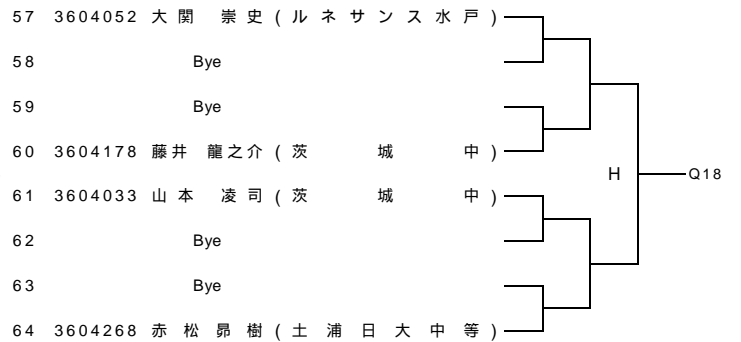 57 3604052 大関 崇史 (ルネサンス水戸)
58 Bye
59 Bye
60 3604178 藤井 龍之介 (茨城中)
H Q18
61 3604033 山本 凌司 (茨城中)
62 Bye
63 Bye
64 3604268 赤松昴樹 (土浦日大中等)